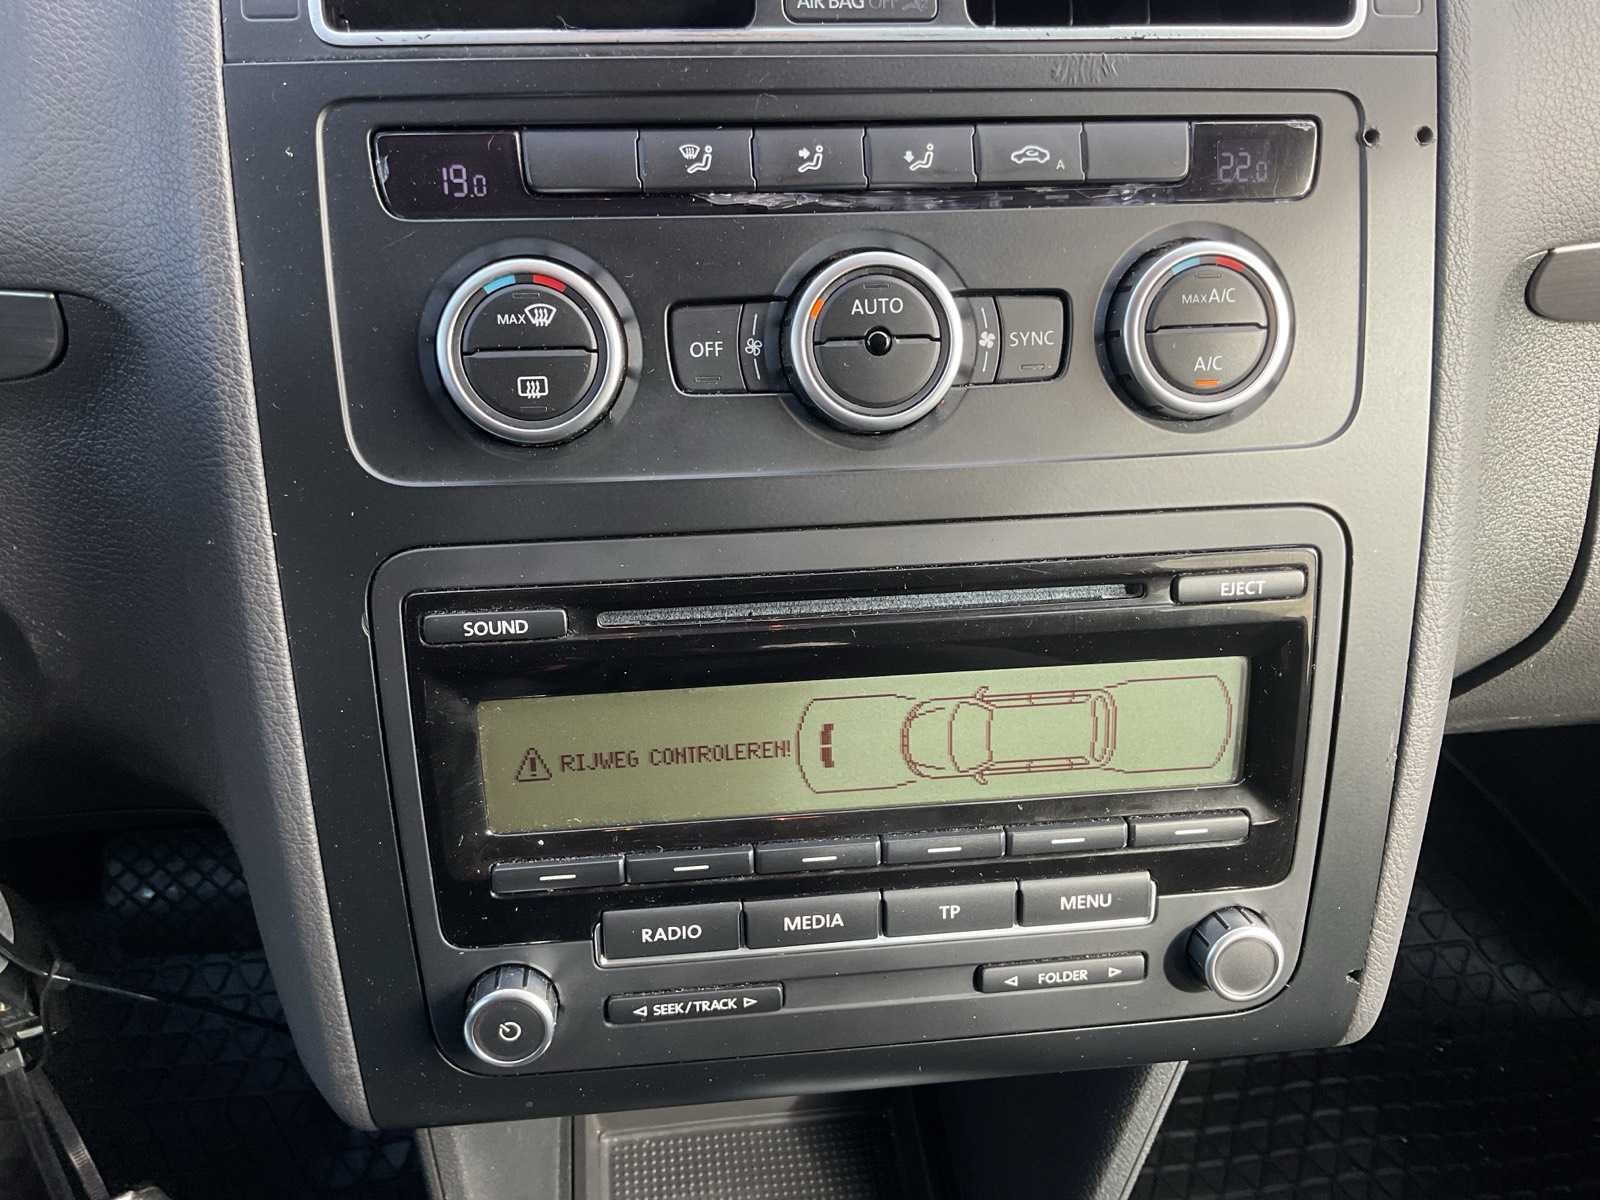 AIR BAG OFF
19.0
A
22.0
MAX
OFF
AUTO
SYNC
MAX A/C
A/C
EJECT
SOUND
RIJWEG CONTROLEREN!
RADIO
MEDIA
TP
MENU
SEEK/TRACK
FOLDER